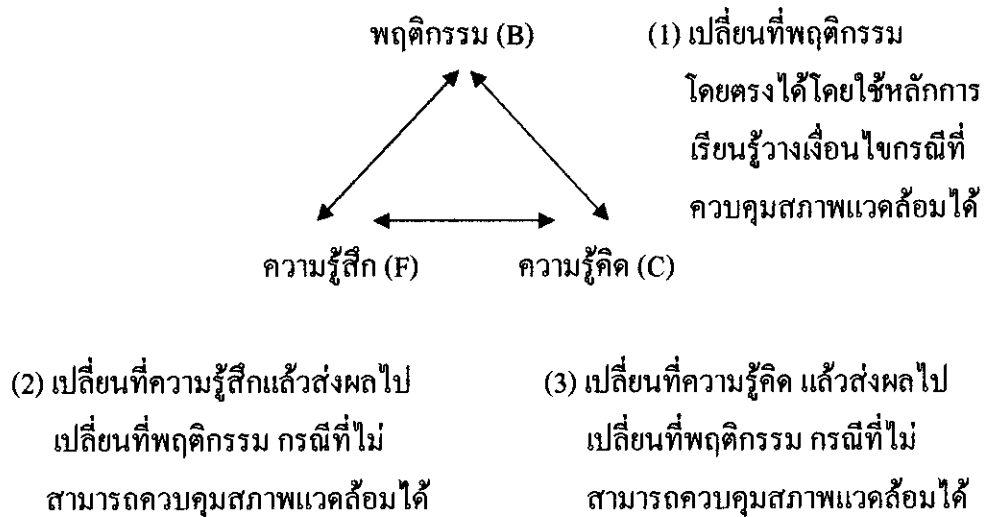 พฤติกรรม (B)
(1) เปลี่ยนที่พฤติกรรม
โดยตรงได้โดยใช้หลักการ
เรียนรู้วางเงื่อนไขกรณีที่
ควบคุมสภาพแวดล้อมได้
ความรู้สึก (F)
ความรู้คิด (C)
(2) เปลี่ยนที่ความรู้สึกแล้วส่งผลไป
เปลี่ยนที่พฤติกรรม กรณีที่ไม่
สามารถควบคุมสภาพแวดล้อมได้
(3) เปลี่ยนที่ความรู้คิด แล้วส่งผลไป
เปลี่ยนที่พฤติกรรม กรณีที่ไม่
สามารถควบคุมสภาพแวดล้อมได้